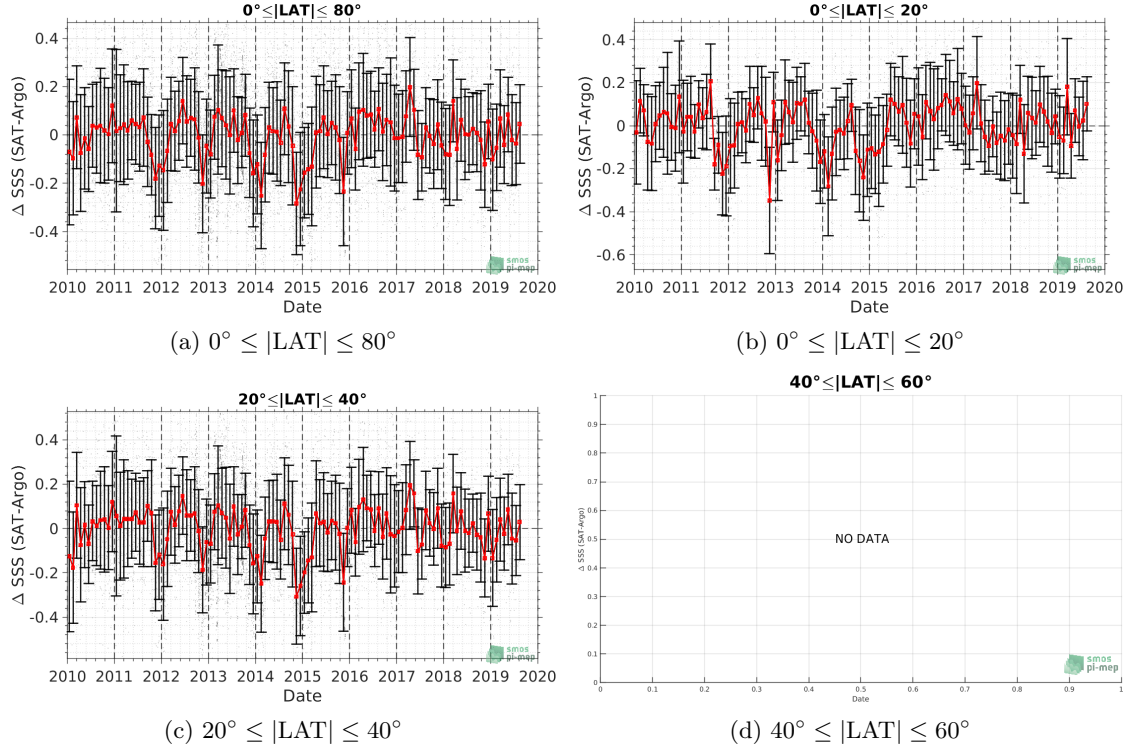 0°≤|LAT|≤ 80°
Δ SSS (SAT-Argo)
0.4
0.2
0
-0.2
-0.4
2010 2011 2012 2013 2014 2015 2016 2017 2018 2019 2020
Date
smos
pi-mep
(a) 0° ≤ |LAT| ≤ 80°
0°≤|LAT|≤ 20°
Δ SSS (SAT-Argo)
0.4
0.2
0
-0.2
-0.4
-0.6
2010 2011 2012 2013 2014 2015 2016 2017 2018 2019 2020
Date
smos
pi-mep
(b) 0° ≤ |LAT| ≤ 20°
20°≤|LAT|≤ 40°
Δ SSS (SAT-Argo)
0.4
0.2
0
-0.2
-0.4
2010 2011 2012 2013 2014 2015 2016 2017 2018 2019 2020
Date
smos
pi-mep
(c) 20° ≤ |LAT| ≤ 40°
40°≤|LAT|≤ 60°
Δ SSS (SAT-Argo)
1
0.9
0.8
0.7
0.6
0.5
0.4
0.3
0.2
0.1
0
NO DATA
0 0.1 0.2 0.3 0.4 0.5 0.6 0.7 0.8 0.9 1
Date
smos
pi-mep
(d) 40° ≤ |LAT| ≤ 60°